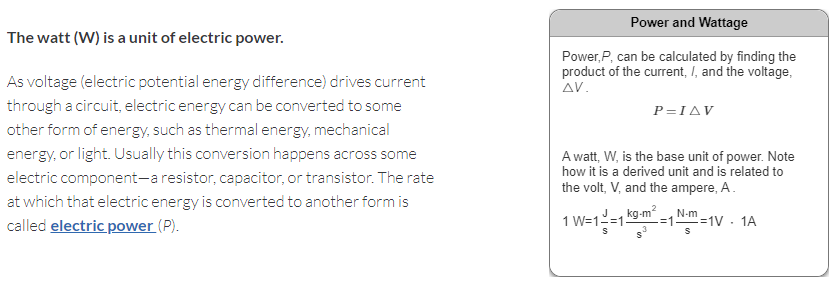 The watt (W) is a unit of electric power.
As voltage (electric potential energy difference) drives current
through a circuit, electric energy can be converted to some
other form of energy, such as thermal energy, mechanical
energy, or light. Usually this conversion happens across some
electric component—a resistor, capacitor, or transistor. The rate
at which that electric energy is converted to another form is
called electric power (P).
Power and Wattage
Power,P, can be calculated by finding the
product of the current, I, and the voltage,
△V.
P=I△V
A watt, W, is the base unit of power. Note
how it is a derived unit and is related to
the volt, V, and the ampere, A.
1 W=1 J/s=1 kg·m²/s³=1 N·m/s=1V · 1A